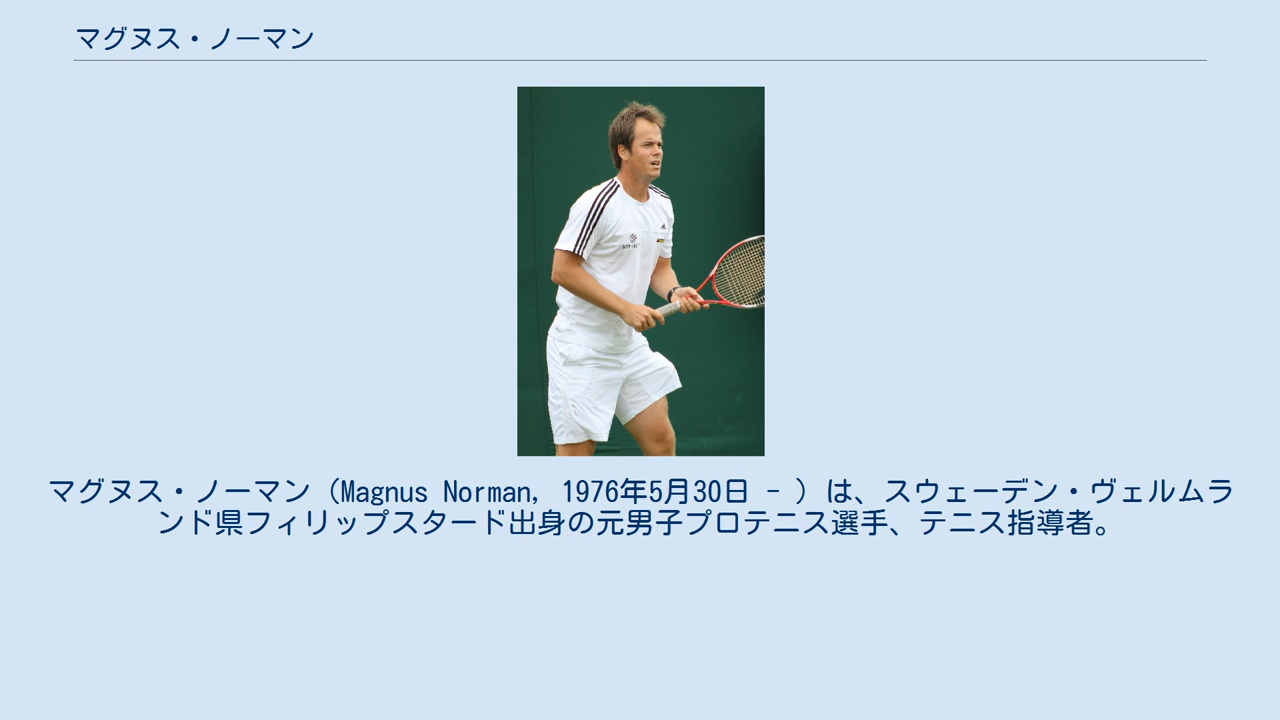 マグヌス・ノーマン
マグヌス・ノーマン（Magnus Norman, 1976年5月30日 - ）は、スウェーデン・ヴェルムラ
ンド県フィリップスタード出身の元男子プロテニス選手、テニス指導者。